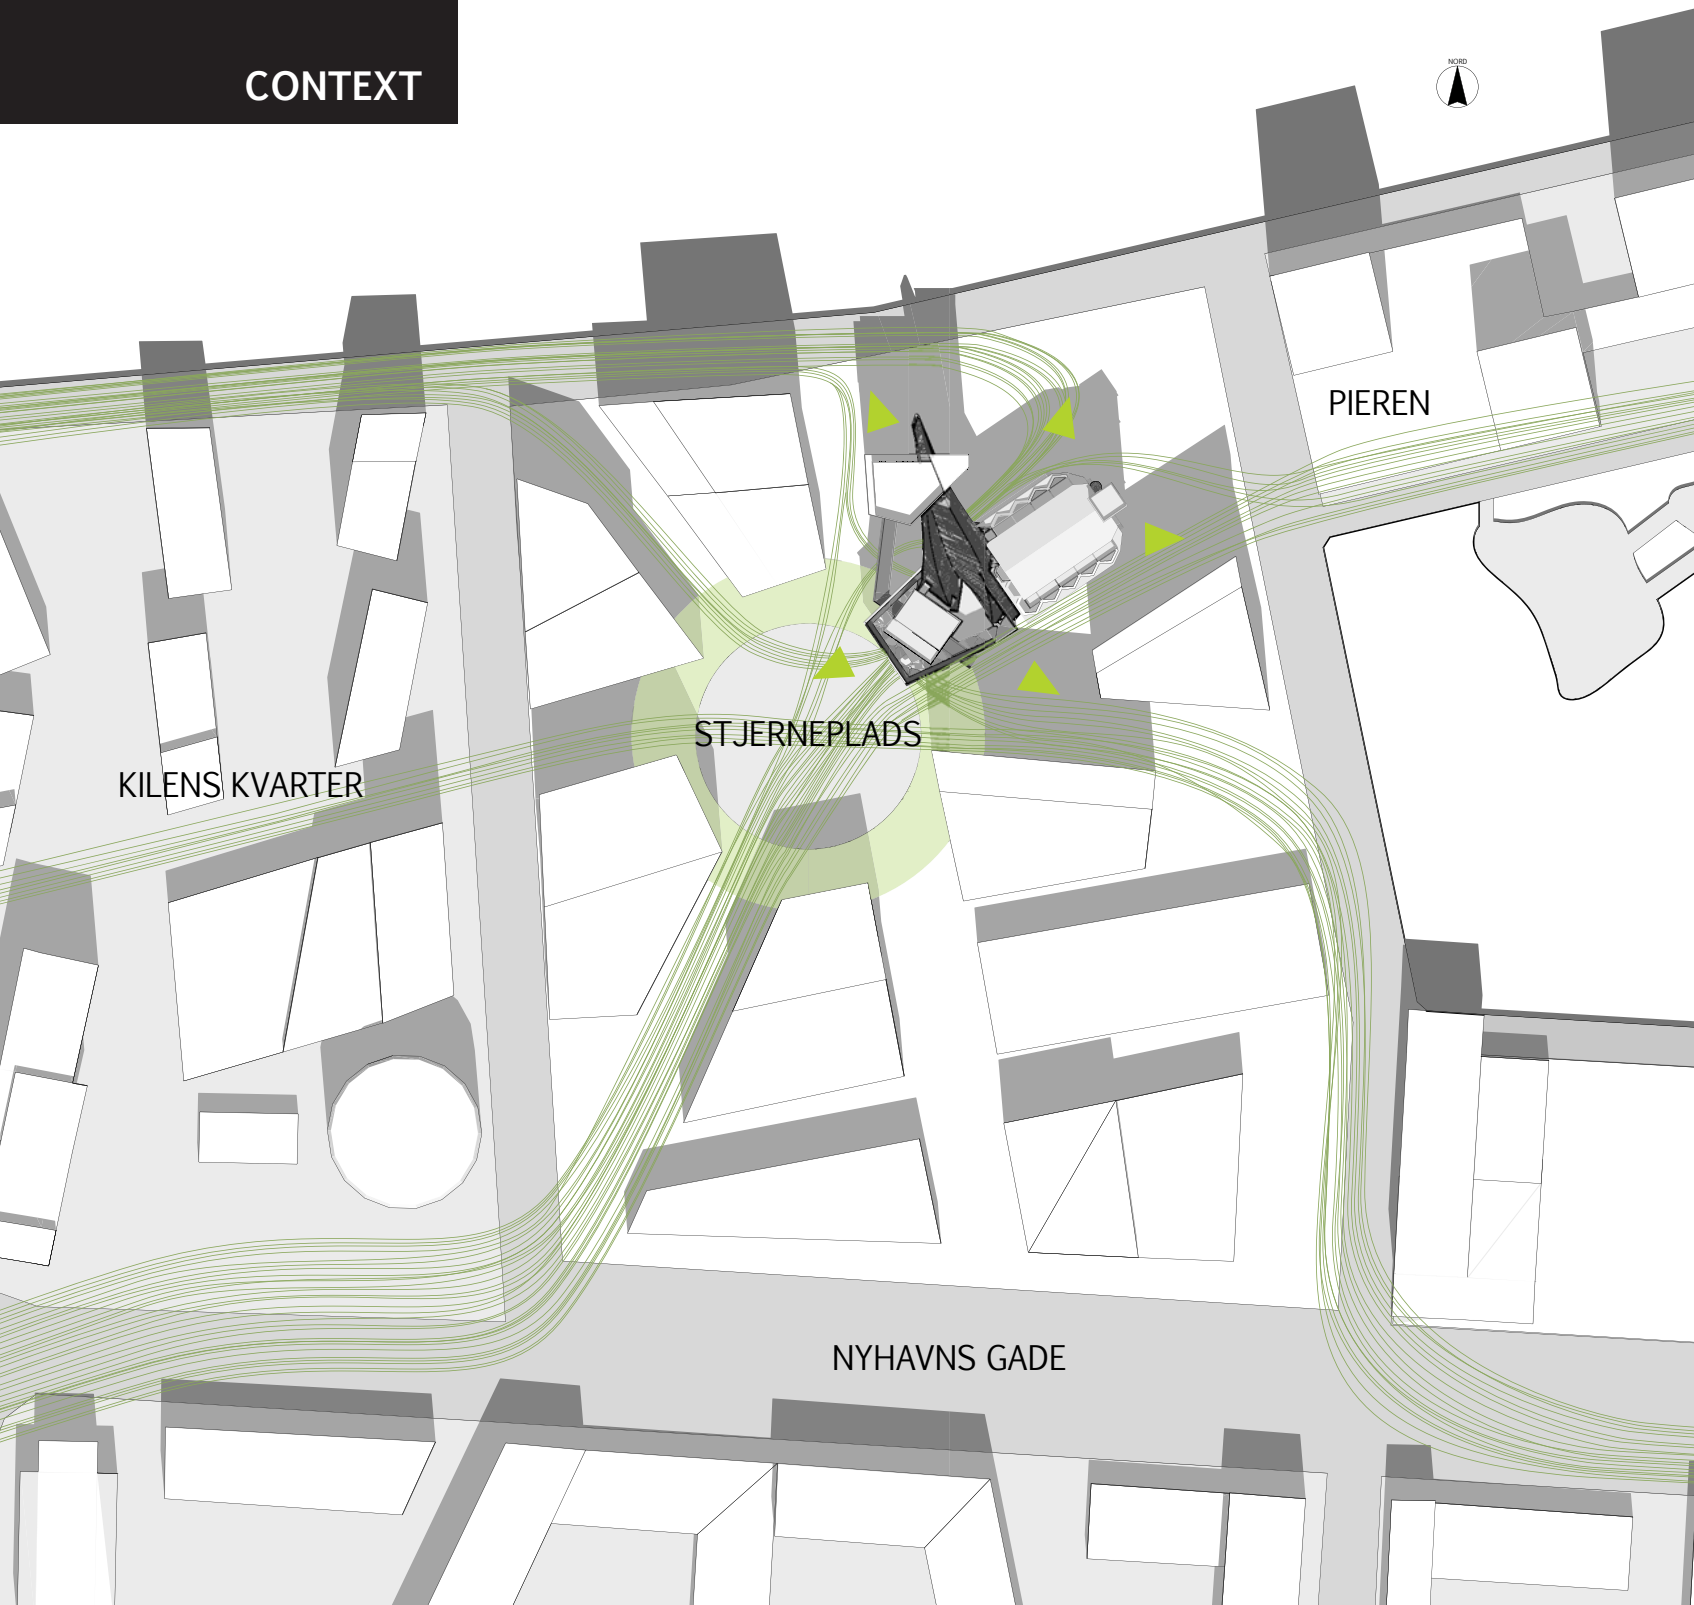 CONTEXT
NORD
PIEREN
STJERNEPLADS
KILENS KVARTER
NYHAVNS GADE